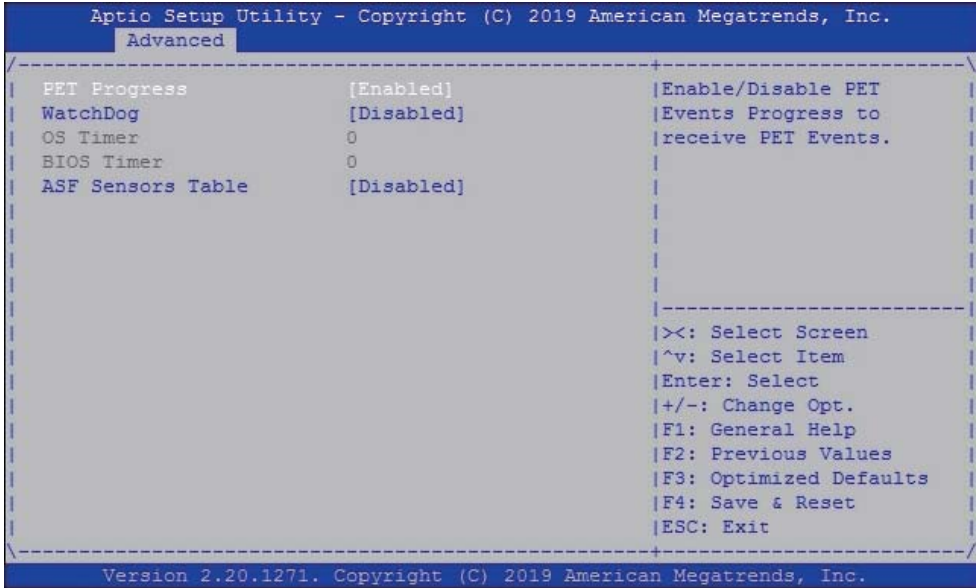 Aptio Setup Utility - Copyright (C) 2019 American Megatrends, Inc.
Advanced
PET Progress [Enabled]
WatchDog [Disabled]
OS Timer 0
BIOS Timer 0
ASF Sensors Table [Disabled]
Enable/Disable PET
Events Progress to
receive PET Events.
><: Select Screen
^v: Select Item
Enter: Select
+/-: Change Opt.
F1: General Help
F2: Previous Values
F3: Optimized Defaults
F4: Save & Reset
ESC: Exit
Version 2.20.1271. Copyright (C) 2019 American Megatrends, Inc.